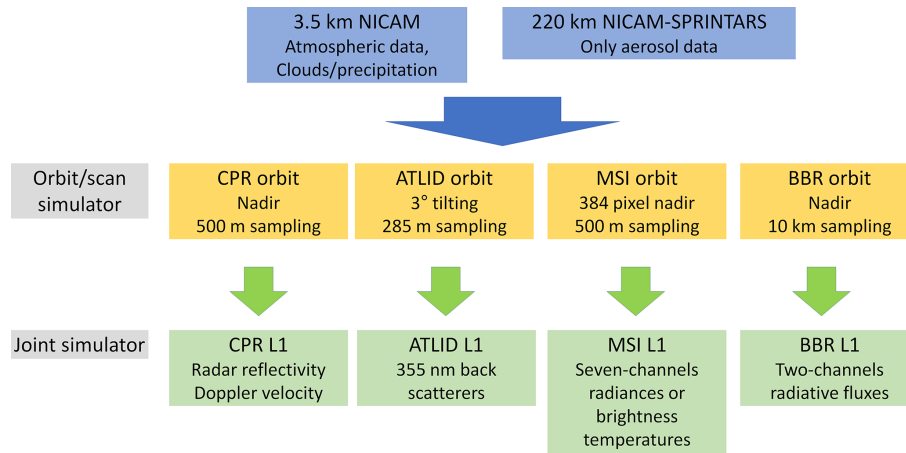 3.5 km NICAM
Atmospheric data,
Clouds/precipitation
220 km NICAM-SPRINTARS
Only aerosol data
Orbit/scan
simulator
CPR orbit
Nadir
500 m sampling
ATLID orbit
3° tilting
285 m sampling
MSI orbit
384 pixel nadir
500 m sampling
BBR orbit
Nadir
10 km sampling
Joint simulator
CPR L1
Radar reflectivity
Doppler velocity
ATLID L1
355 nm back
scatterers
MSI L1
Seven-channels
radiances or
brightness
temperatures
BBR L1
Two-channels
radiative fluxes